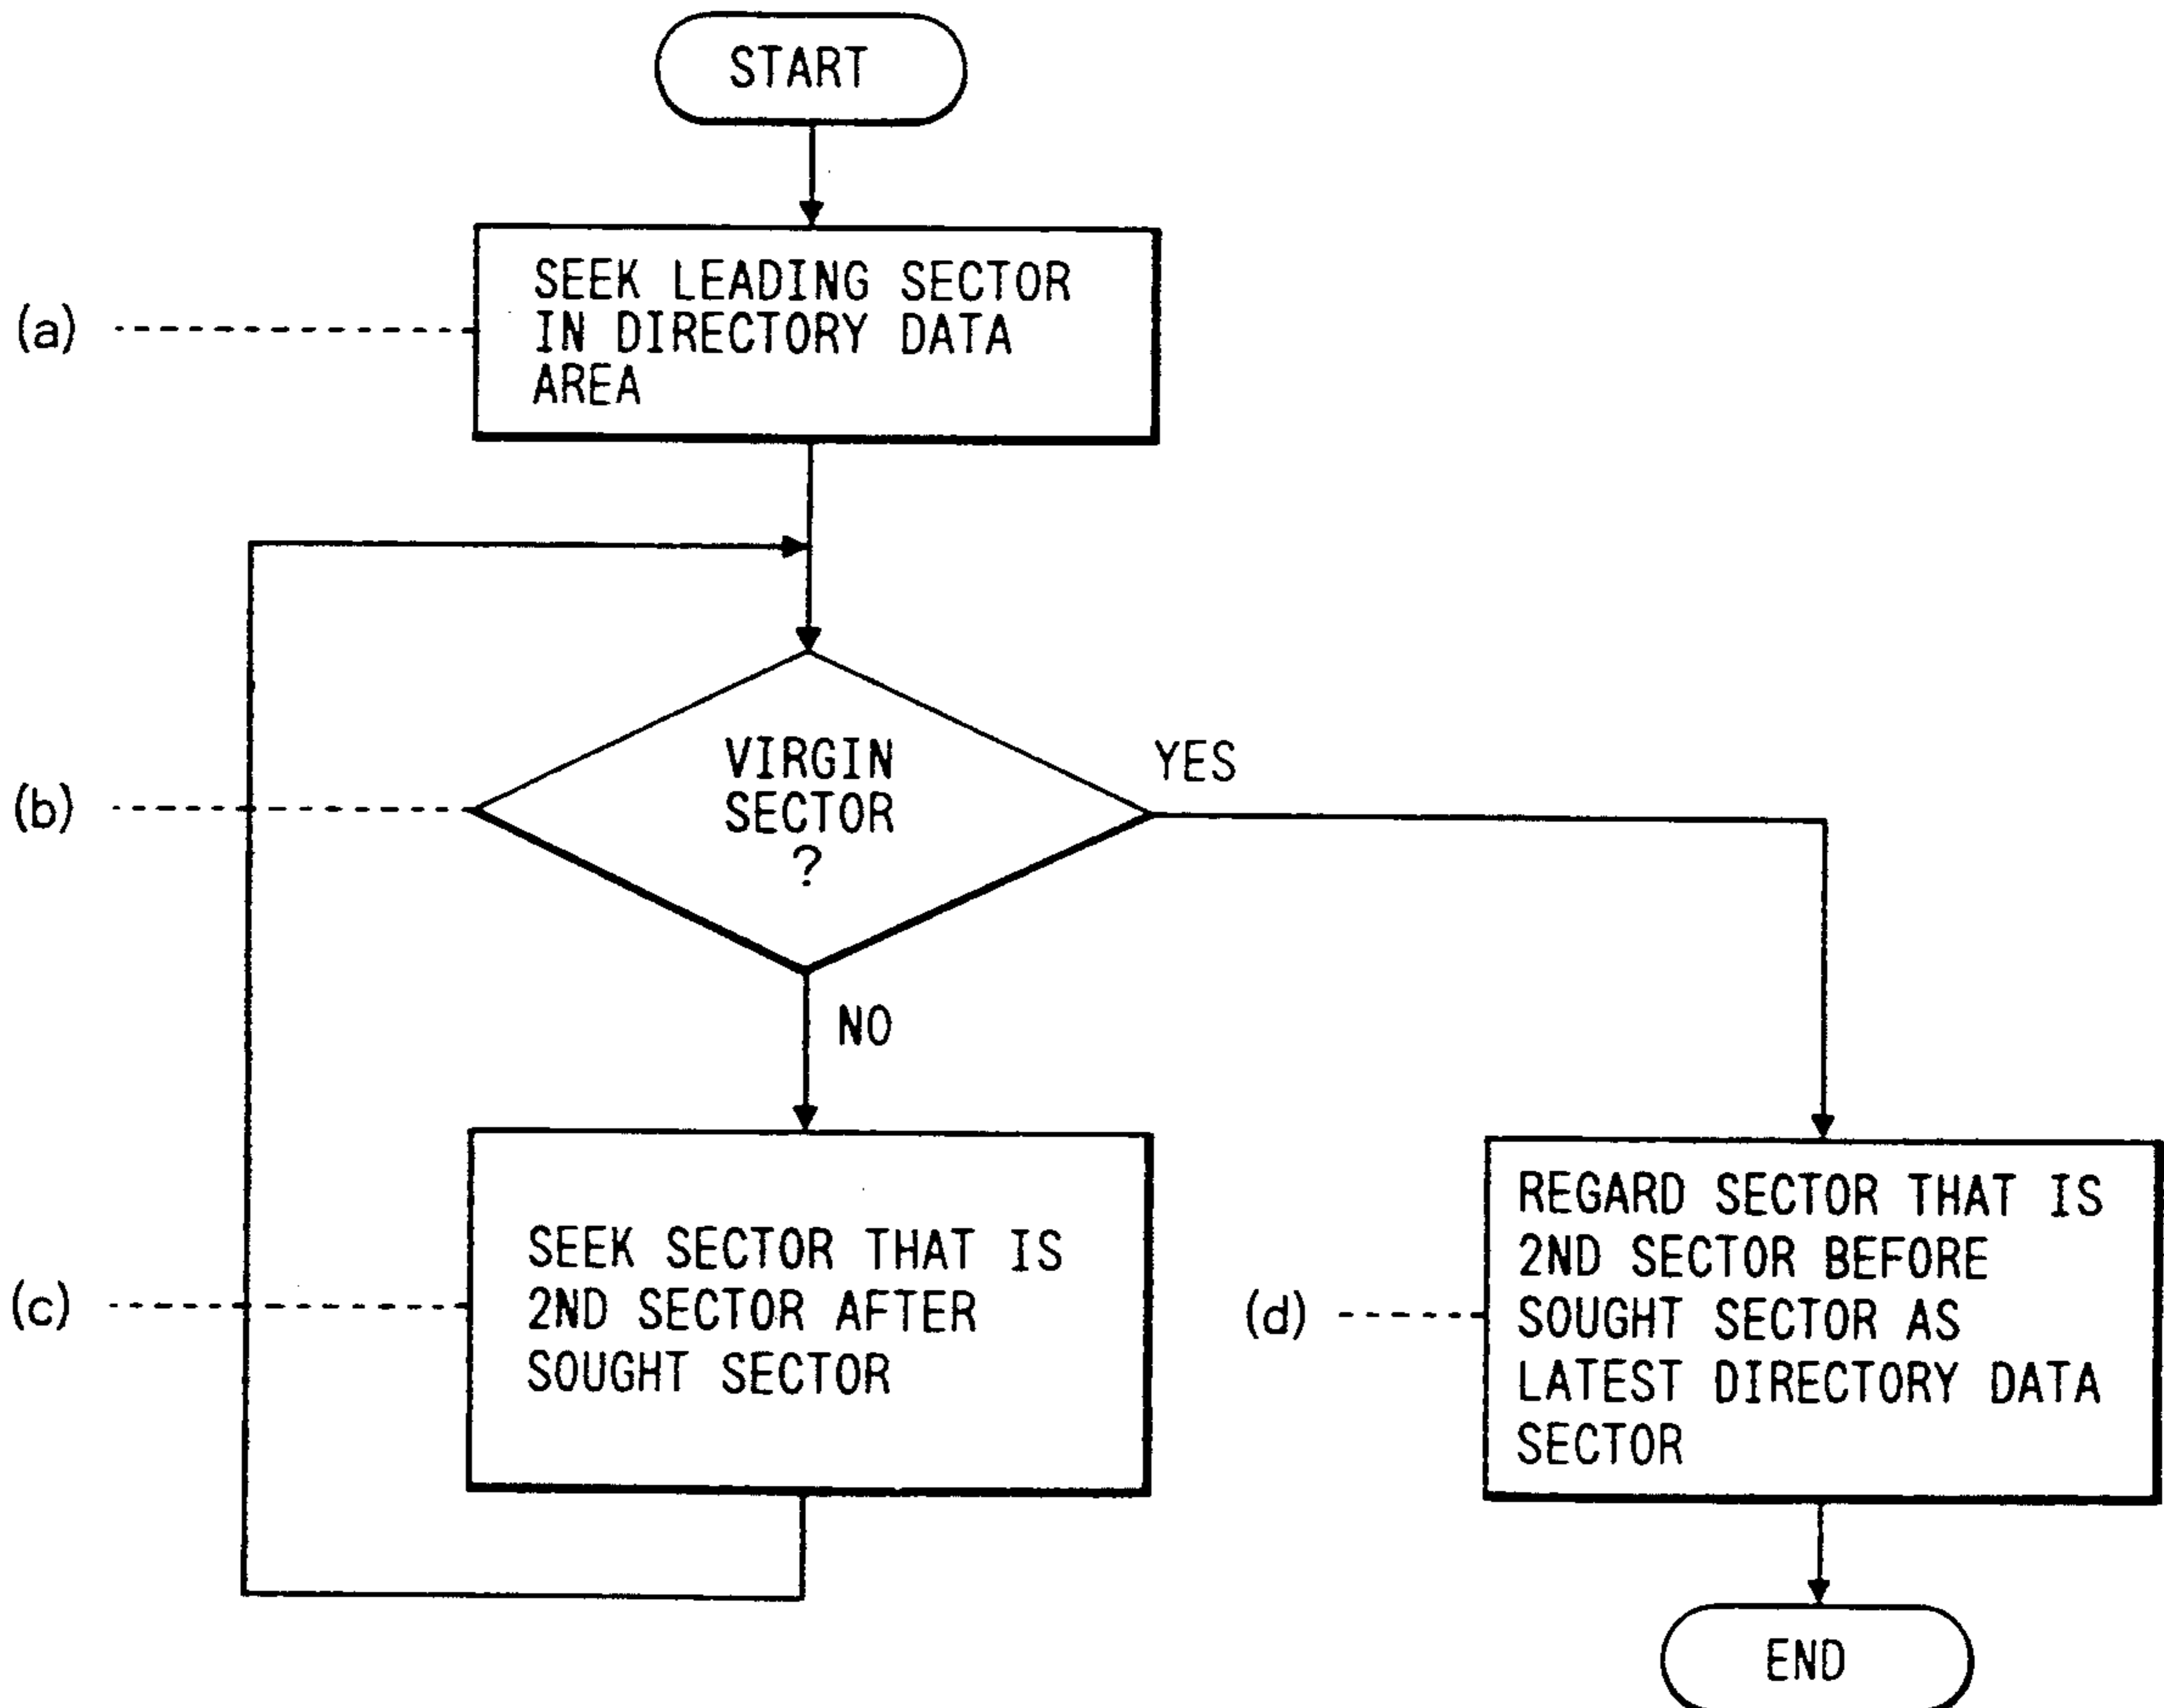 START
(a)
SEEK LEADING SECTOR
IN DIRECTORY DATA
AREA
(b)
VIRGIN
SECTOR
?
YES
NO
(c)
SEEK SECTOR THAT IS
2ND SECTOR AFTER
SOUGHT SECTOR
(d)
REGARD SECTOR THAT IS
2ND SECTOR BEFORE
SOUGHT SECTOR AS
LATEST DIRECTORY DATA
SECTOR
END